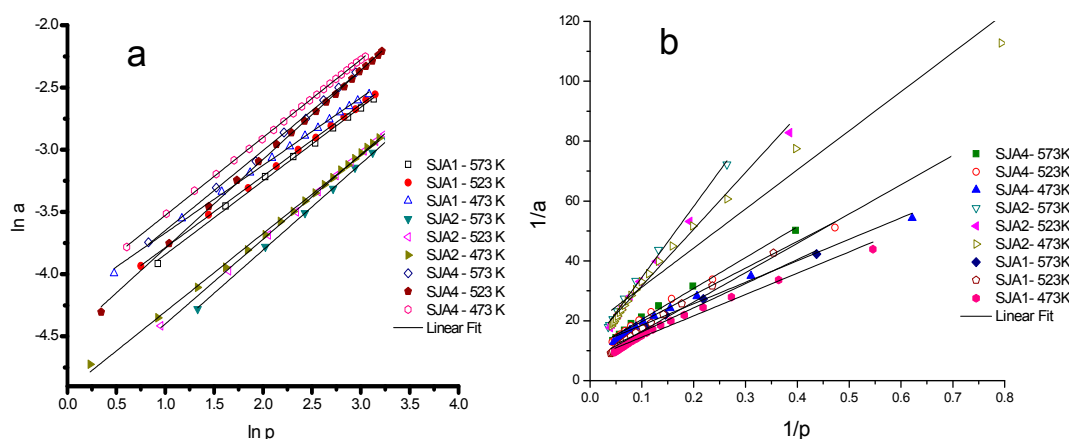 a
ln a
-2.0
-2.5
-3.0
-3.5
-4.0
-4.5
0.0 0.5 1.0 1.5 2.0 2.5 3.0 3.5 4.0
ln p
SJA1 - 573 K
SJA1 - 523 K
SJA1 - 473 K
SJA2 - 573 K
SJA2 - 523 K
SJA2 - 473 K
SJA4 - 573 K
SJA4 - 523 K
SJA4 - 473 K
Linear Fit
b
1/a
120
100
80
60
40
20
0
0.0 0.1 0.2 0.3 0.4 0.5 0.6 0.7 0.8
1/p
SJA4- 573K
SJA4- 523K
SJA4- 473K
SJA2- 573K
SJA2- 523K
SJA2- 473K
SJA1- 573K
SJA1- 523K
SJA1- 473K
Linear Fit